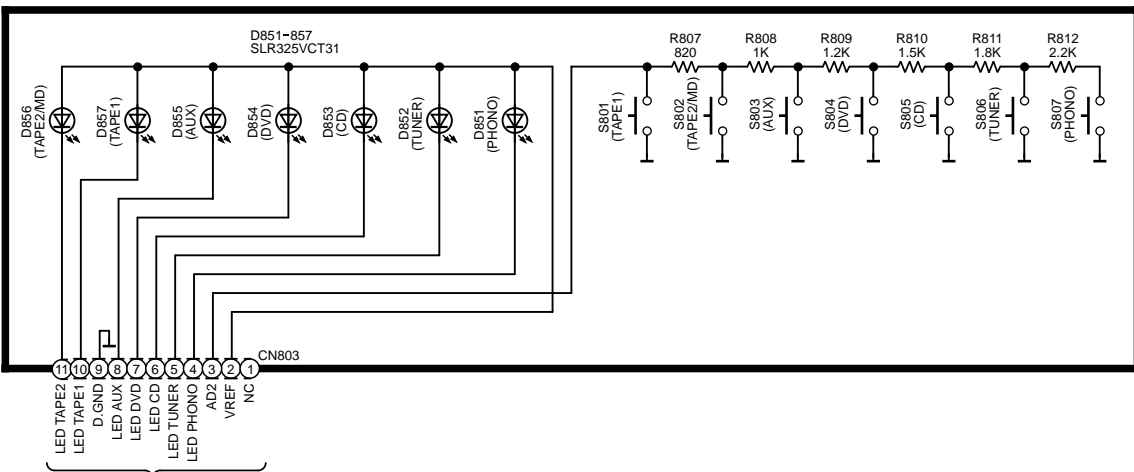 D851-857
SLR325VCT31
R807
820
R808
1K
R809
1.2K
R810
1.5K
R811
1.8K
R812
2.2K
D856
(TAPE2/MD)
D857
(TAPE1)
D855
(AUX)
D854
(DVD)
D853
(CD)
D852
(TUNER)
D851
(PHONO)
S801
(TAPE1)
S802
(TAPE2/MD)
S803
(AUX)
S804
(DVD)
S805
(CD)
S806
(TUNER)
S807
(PHONO)
CN803
11
10
9
8
7
6
5
4
3
2
1
LED TAPE2
LED TAPE1
D.GND
LED AUX
LED DVD
LED CD
LED TUNER
LED PHONO
AD2
VREF
NC